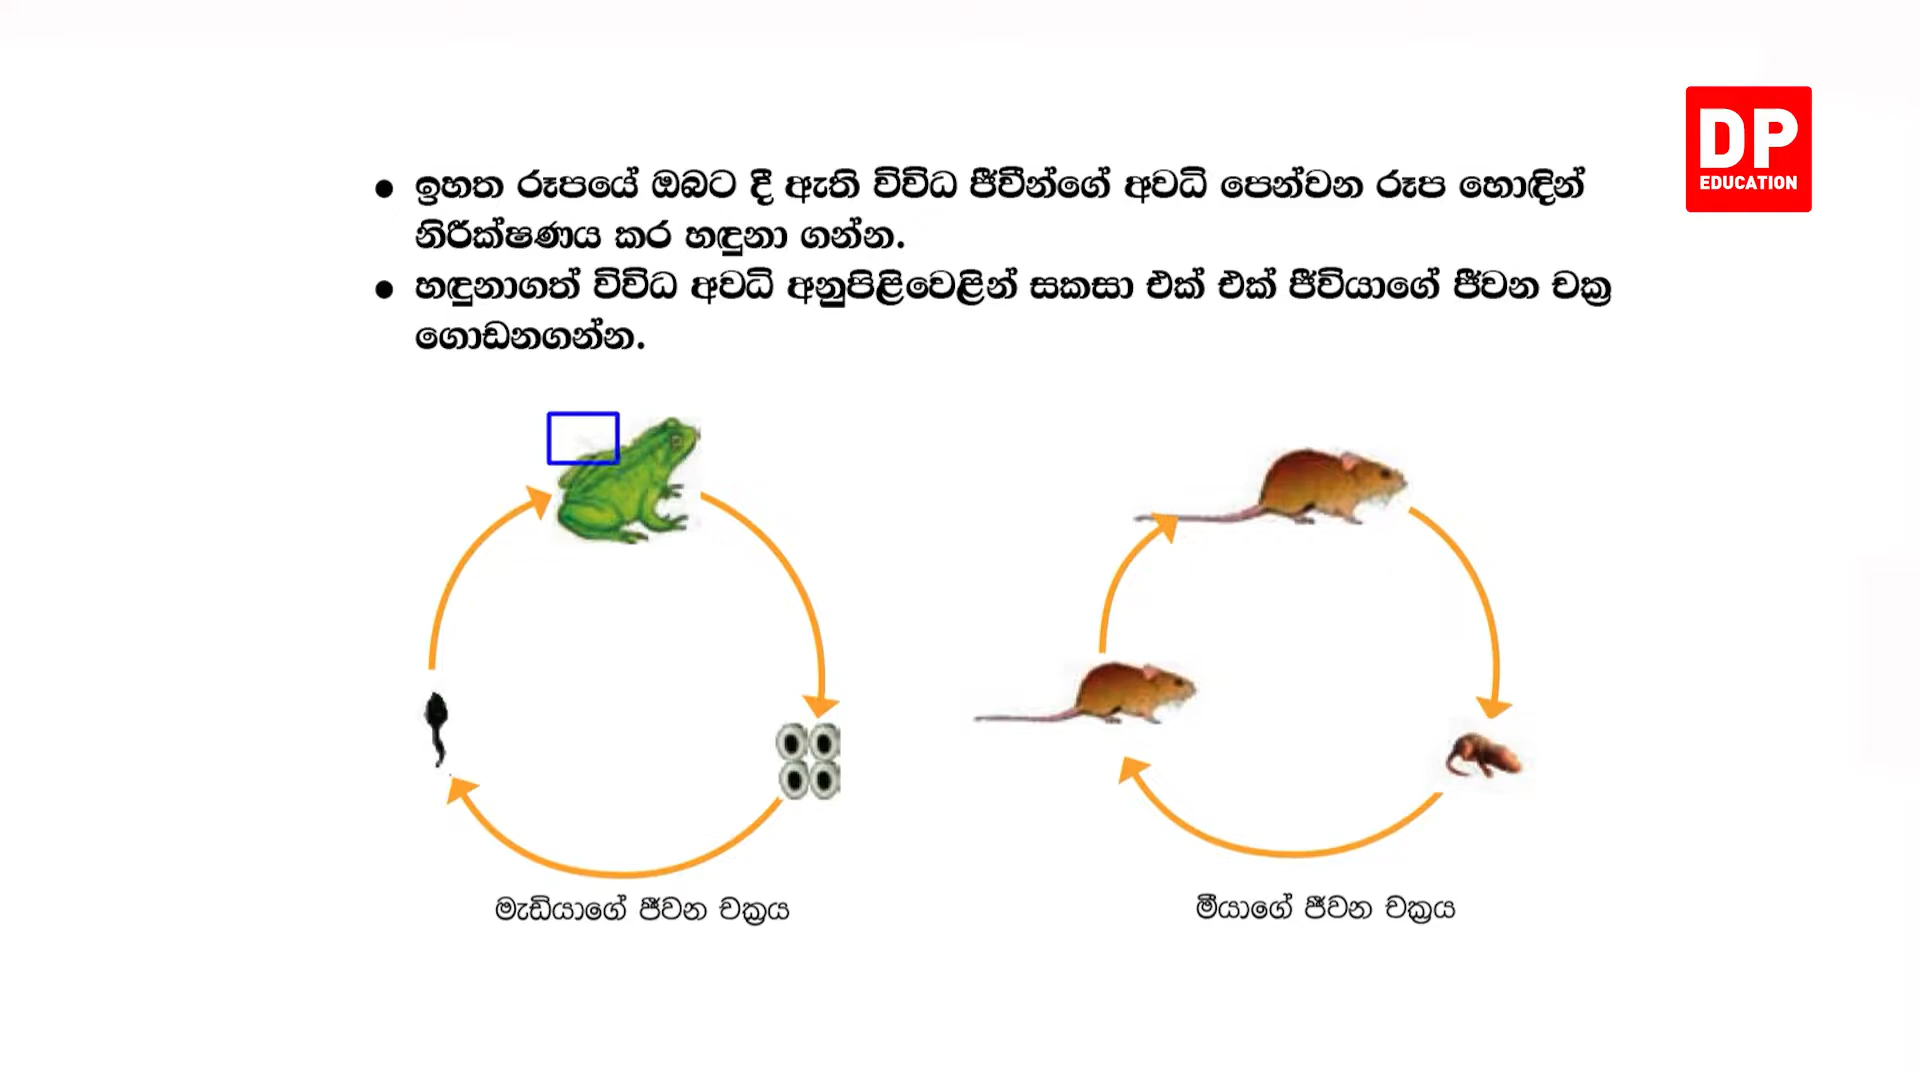 DP
EDUCATION
● ඉහත රූපයේ ඔබට දී ඇති විවිධ ජීවීන්ගේ අවධි පෙන්වන රූප හොඳින්
නිරීක්ෂණය කර හඳුනා ගන්න.
● හඳුනාගත් විවිධ අවධි අනුපිළිවෙළින් සකසා එක් එක් ජීවියාගේ ජීවන චක්‍ර
ගොඩනගන්න.
මැඩියාගේ ජීවන චක්‍රය
මීයාගේ ජීවන චක්‍රය